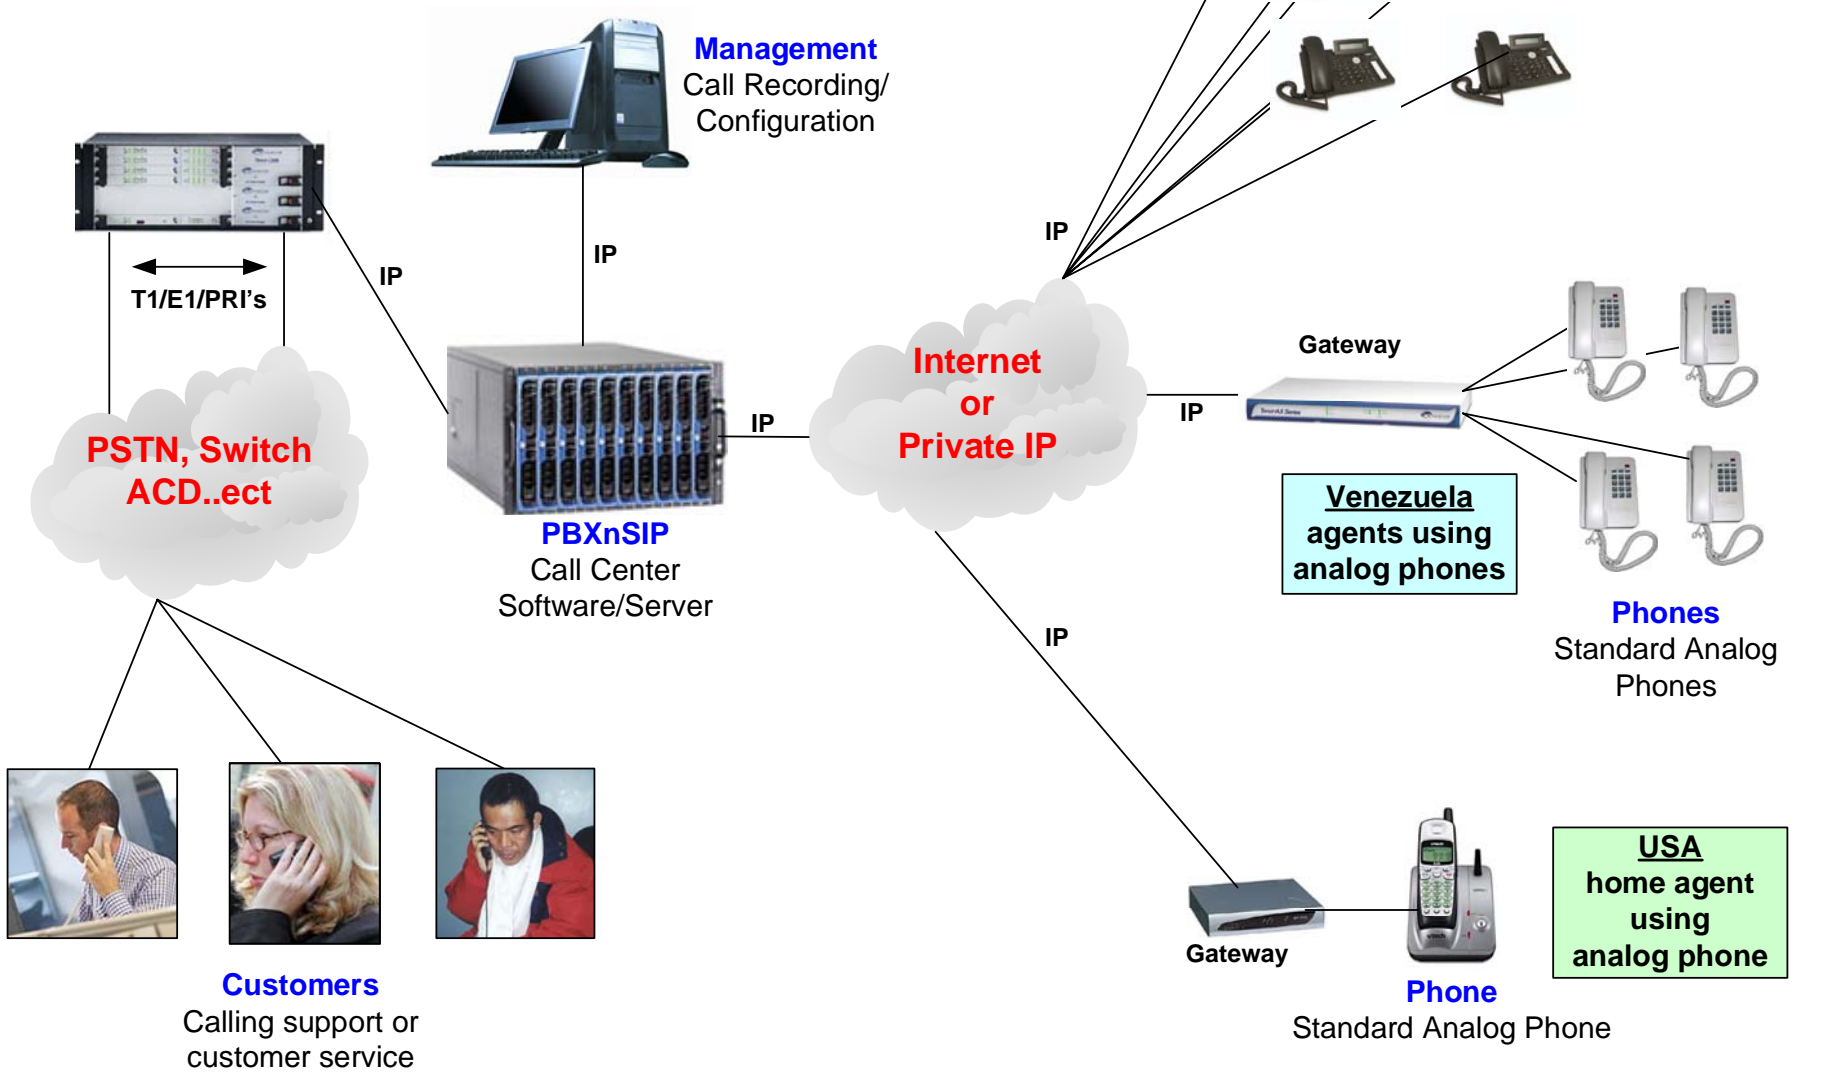 Management
Call Recording/
Configuration
IP
IP
IP
T1/E1/PRI's
Gateway
Internet
or
Private IP
IP
IP
PSTN, Switch
ACD..ect
Venezuela
agents using
analog phones
PBXnSIP
Call Center
Software/Server
Phones
Standard Analog
Phones
IP
USA
home agent
using
analog phone
Gateway
Customers
Calling support or
customer service
Phone
Standard Analog Phone